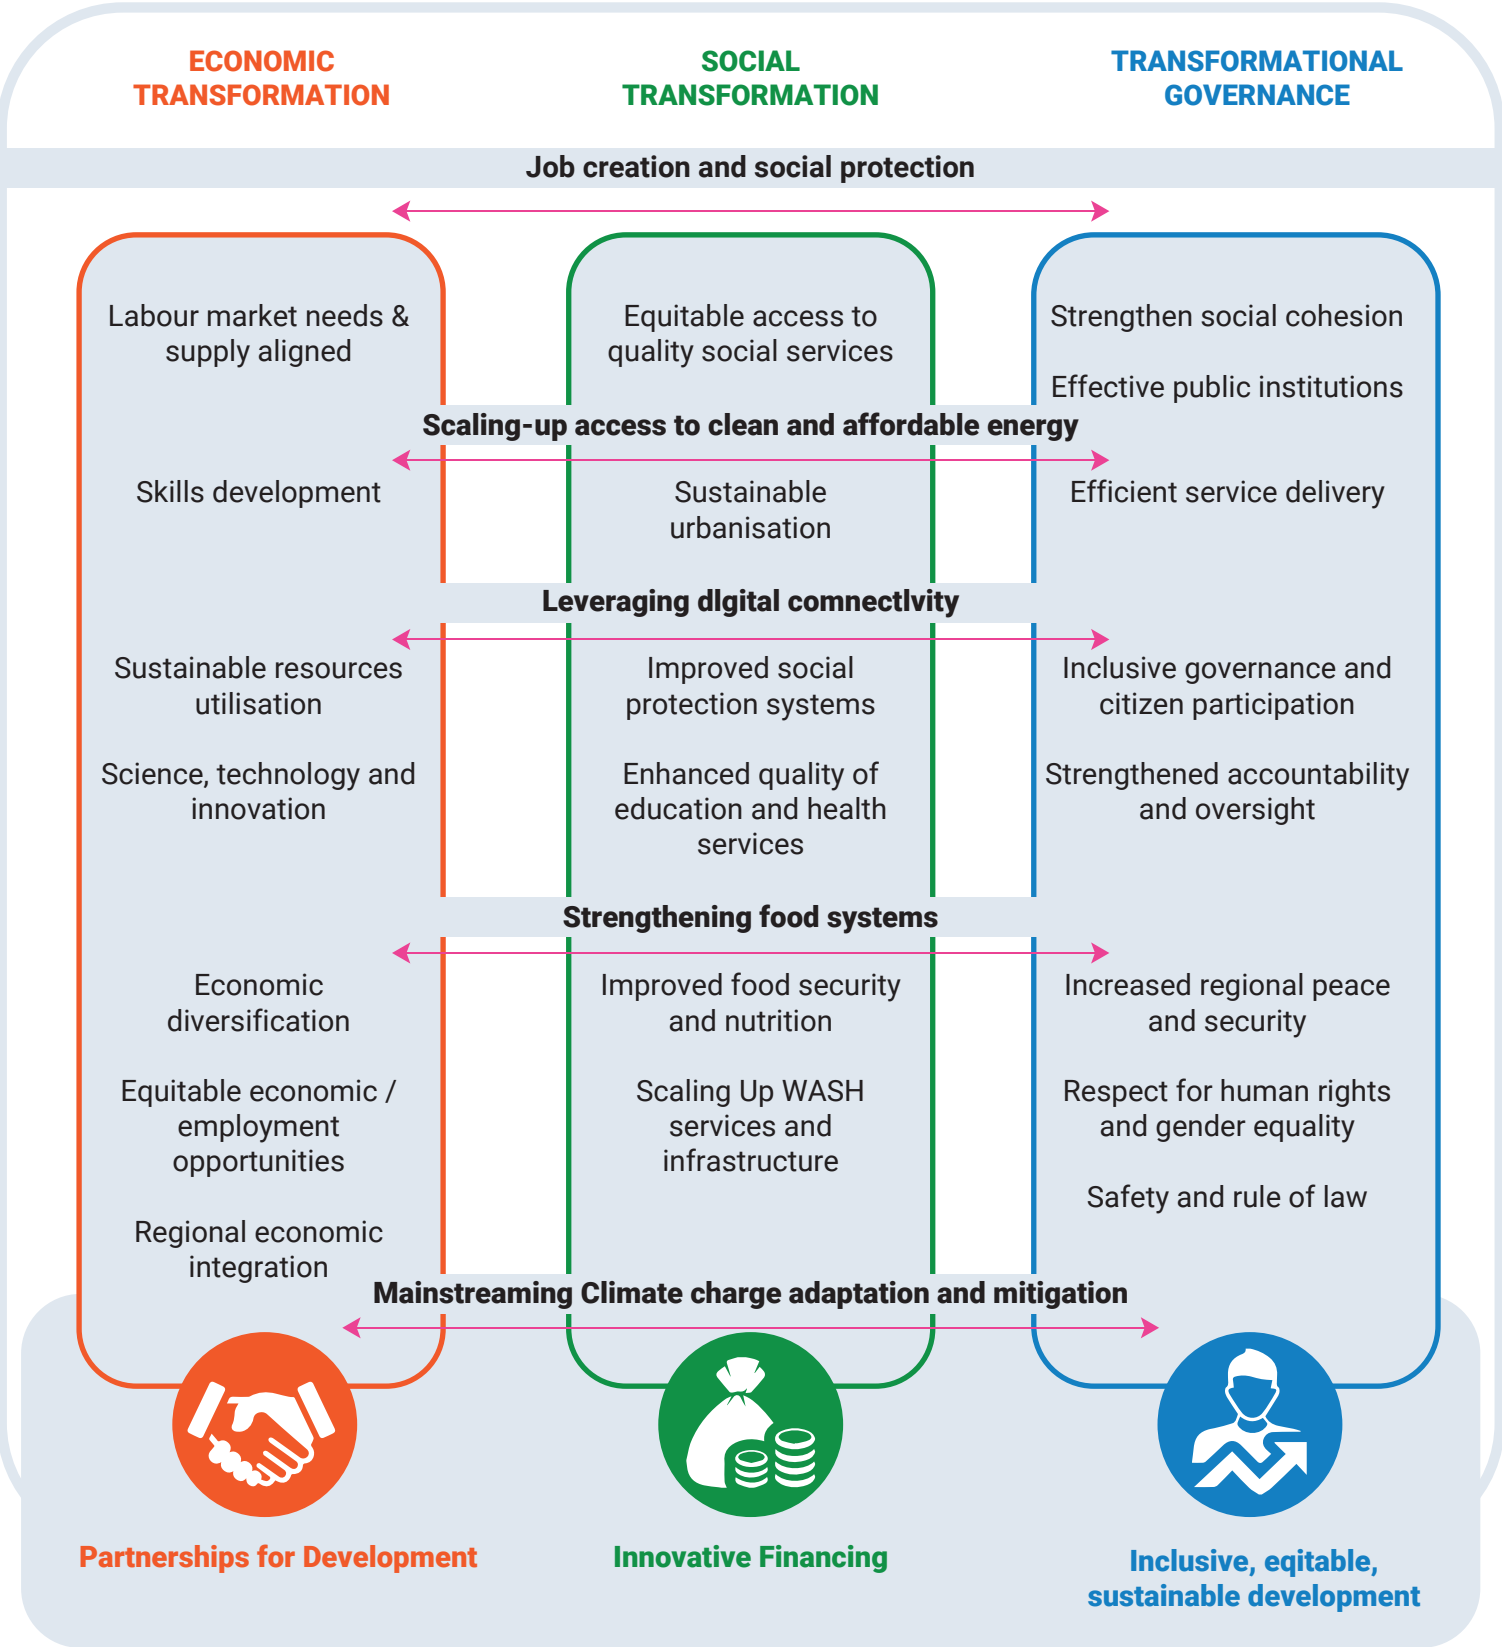 ECONOMIC
TRANSFORMATION
SOCIAL
TRANSFORMATION
TRANSFORMATIONAL
GOVERNANCE
Job creation and social protection
Labour market needs &
supply aligned
Equitable access to
quality social services
Strengthen social cohesion
Effective public institutions
Scaling-up access to clean and affordable energy
Skills development
Sustainable
urbanisation
Efficient service delivery
Leveraging dlgital comnectlvity
Sustainable resources
utilisation
Science, technology and
innovation
Improved social
protection systems
Enhanced quality of
education and health
services
Inclusive governance and
citizen participation
Strengthened accountability
and oversight
Strengthening food systems
Economic
diversification
Equitable economic /
employment
opportunities
Regional economic
integration
Improved food security
and nutrition
Scaling Up WASH
services and
infrastructure
Increased regional peace
and security
Respect for human rights
and gender equality
Safety and rule of law
Mainstreaming Climate charge adaptation and mitigation
Partnerships for Development
Innovative Financing
Inclusive, eqitable,
sustainable development